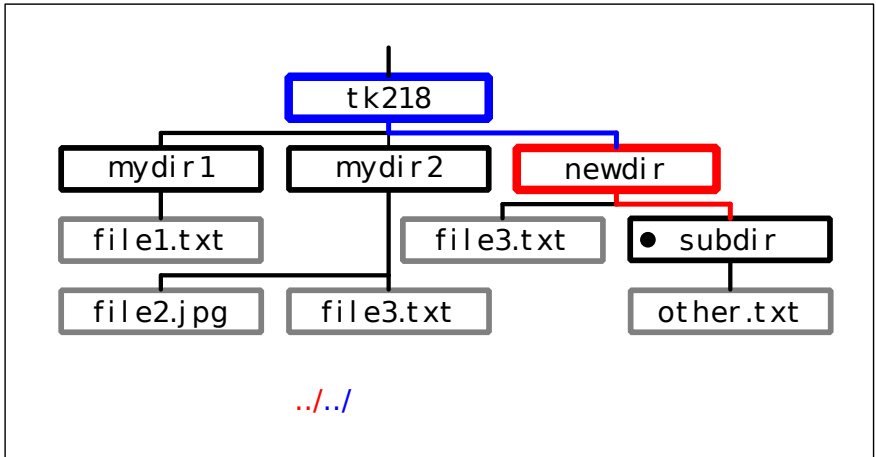 tk218
mydir1 mydir2 newdir
file1.txt file3.txt subdir
file2.jpg file3.txt other.txt
../../